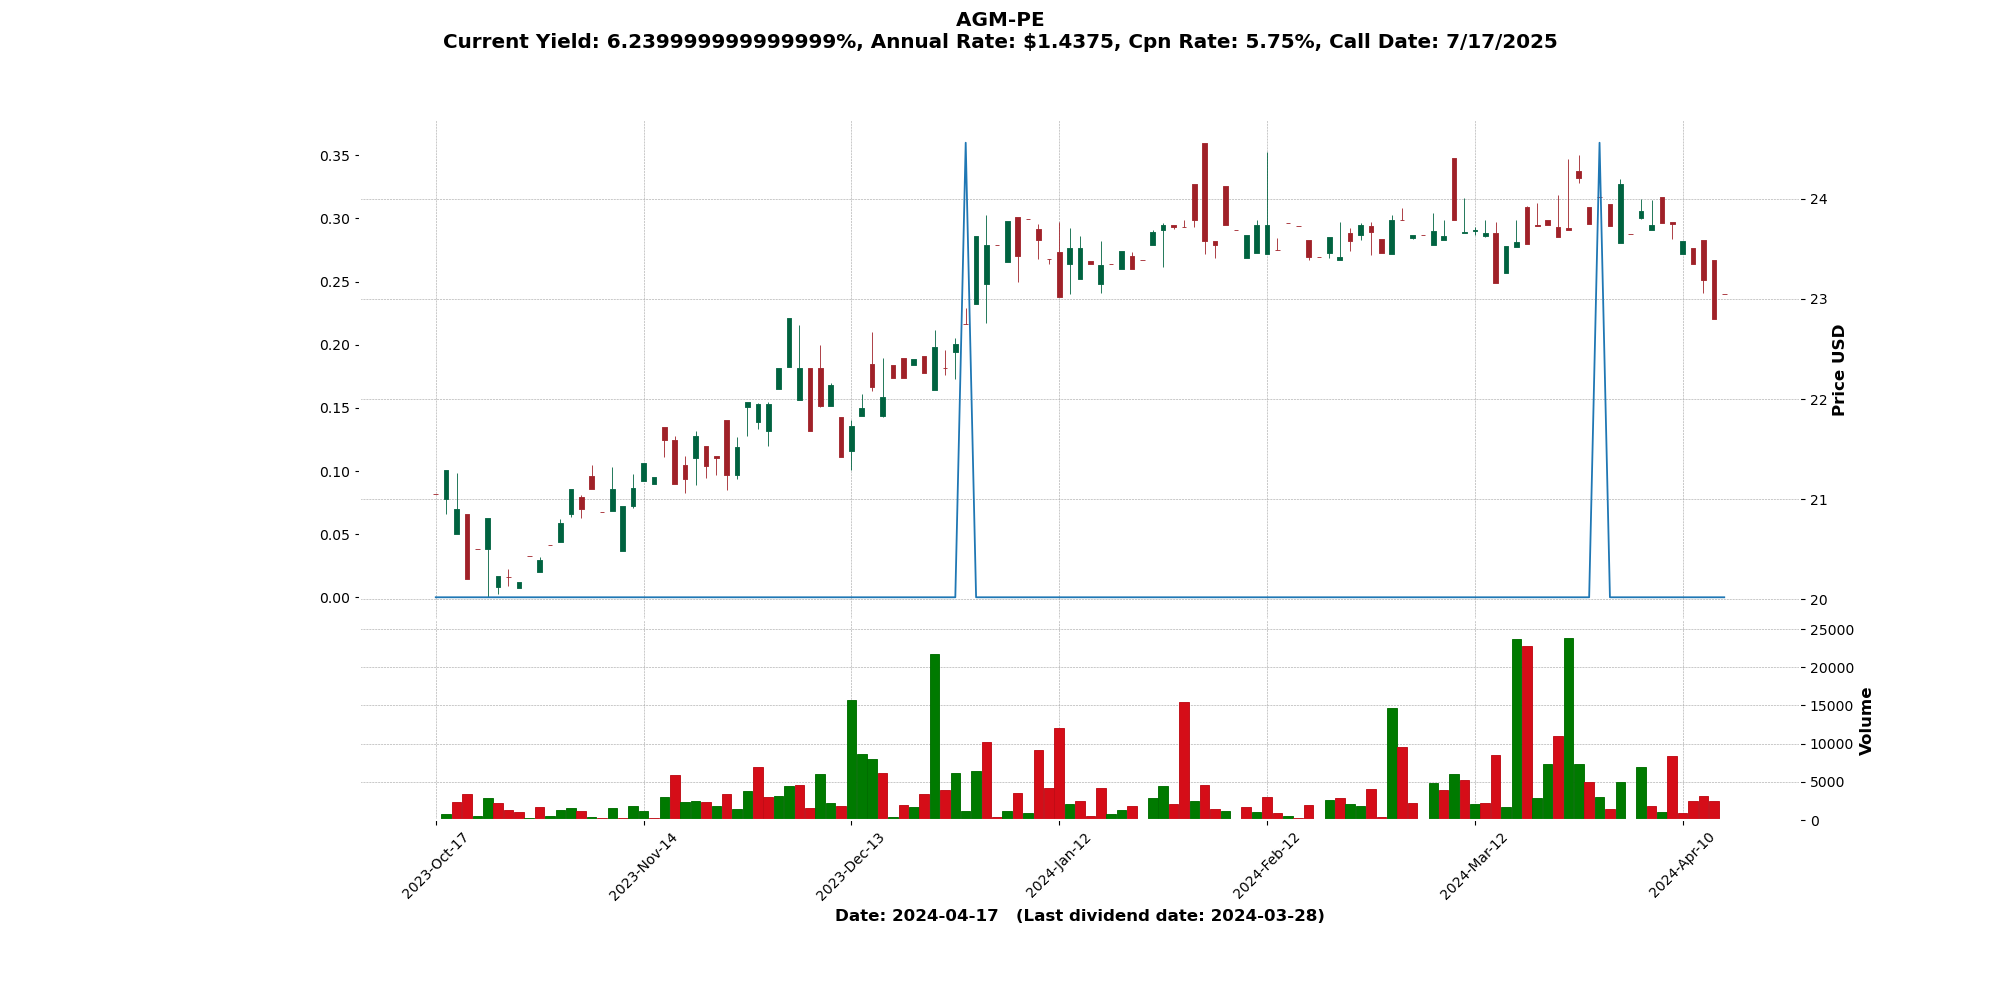 AGM-PE
Current Yield: 6.239999999999999%, Annual Rate: $1.4375, Cpn Rate: 5.75%, Call Date: 7/17/2025
0.35
0.30
0.25
0.20
0.15
0.10
0.05
0.00
24
23
22
21
20
Price USD
25000
20000
15000
10000
5000
0
Volume
2023-Oct-17
2023-Nov-14
2023-Dec-13
2024-Jan-12
2024-Feb-12
2024-Mar-12
2024-Apr-10
Date: 2024-04-17 (Last dividend date: 2024-03-28)